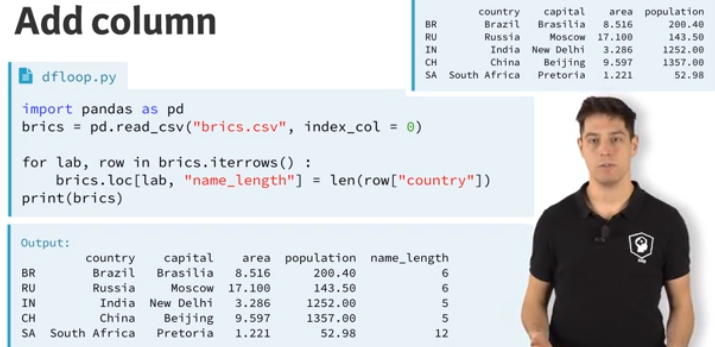 Add column
country capital area population
BR Brazil Brasilia 8.516 200.40
RU Russia Moscow 17.100 143.50
IN India New Delhi 3.286 1252.00
CH China Beijing 9.597 1357.00
SA South Africa Pretoria 1.221 52.98
dfloop.py
import pandas as pd
brics = pd.read_csv("brics.csv", index_col = 0)
for lab, row in brics.iterrows() :
    brics.loc[lab, "name_length"] = len(row["country"])
print(brics)
Output:
country capital area population name_length
BR Brazil Brasilia 8.516 200.40 6
RU Russia Moscow 17.100 143.50 6
IN India New Delhi 3.286 1252.00 5
CH China Beijing 9.597 1357.00 5
SA South Africa Pretoria 1.221 52.98 12